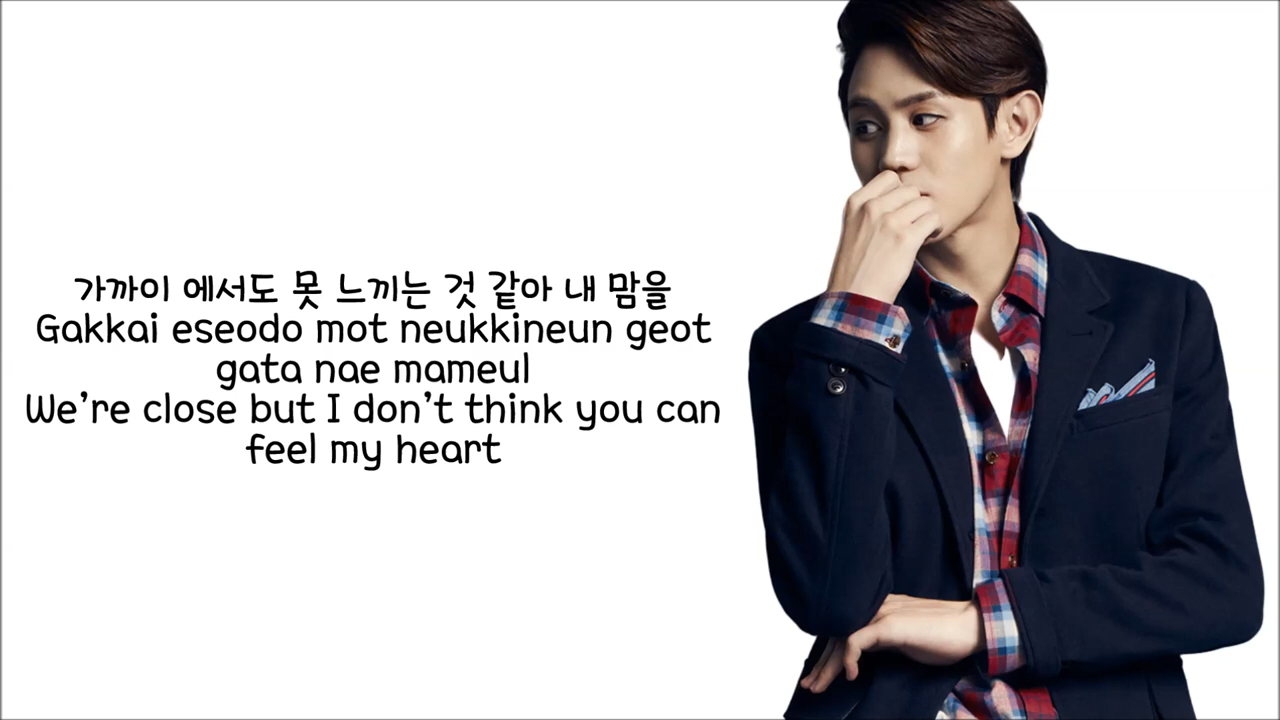 가까이 에서도 못 느끼는 것 같아 내 맘을
Gakkai eseodo mot neukkineun geot
gata nae mameul
We're close but I don't think you can
feel my heart